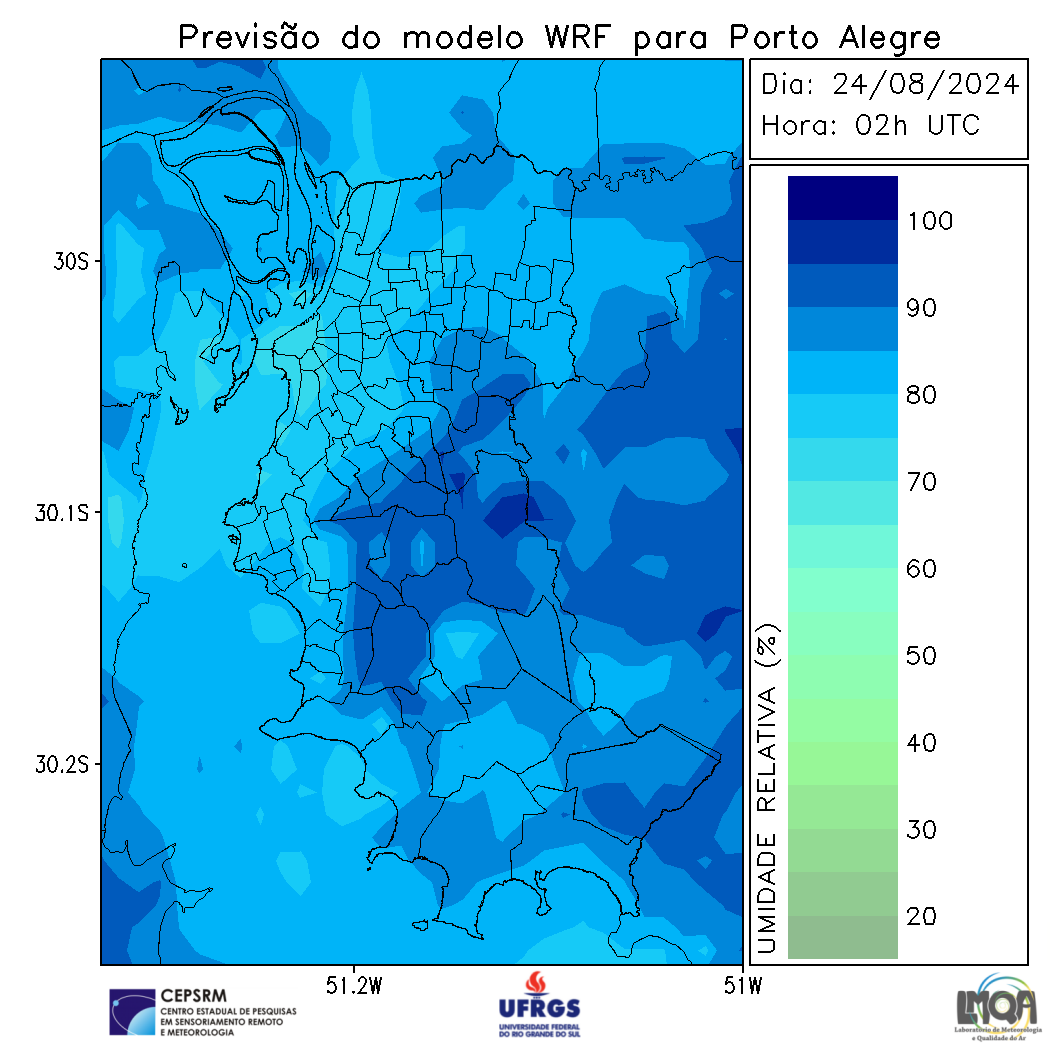 Previsão do modelo WRF para Porto Alegre
Dia: 24/08/2024
Hora: 02h UTC
30S
30.1S
30.2S
51.2W
51W
100
90
80
70
60
50
40
30
20
UMIDADE RELATIVA (%)
CEPSRM
CENTRO ESTADUAL DE PESQUISAS
EM SENSORIAMENTO REMOTO
E METEOROLOGIA
UFRGS
UNIVERSIDADE FEDERAL
DO RIO GRANDE DO SUL
LMQA
Laboratório de Meteorologia
e Qualidade do Ar